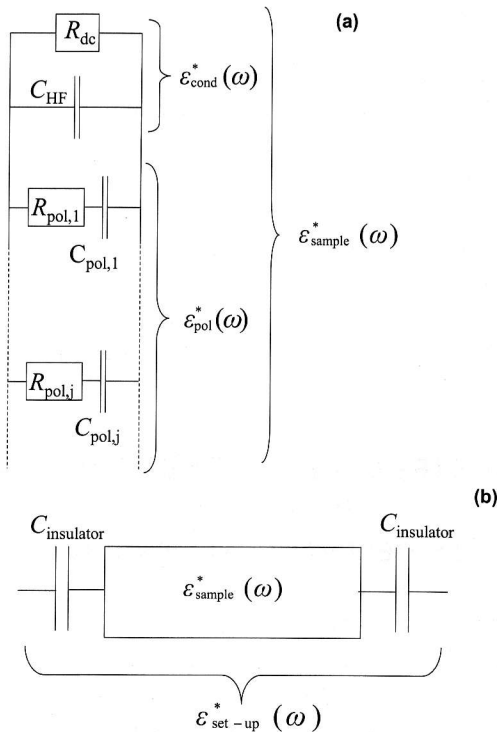 (a)
R_dc
C_HF
ε*_cond(ω)
R_pol,1
C_pol,1
ε*_sample(ω)
ε*_pol(ω)
R_pol,j
C_pol,j
(b)
C_insulator
C_insulator
ε*_sample (ω)
ε*_set-up (ω)